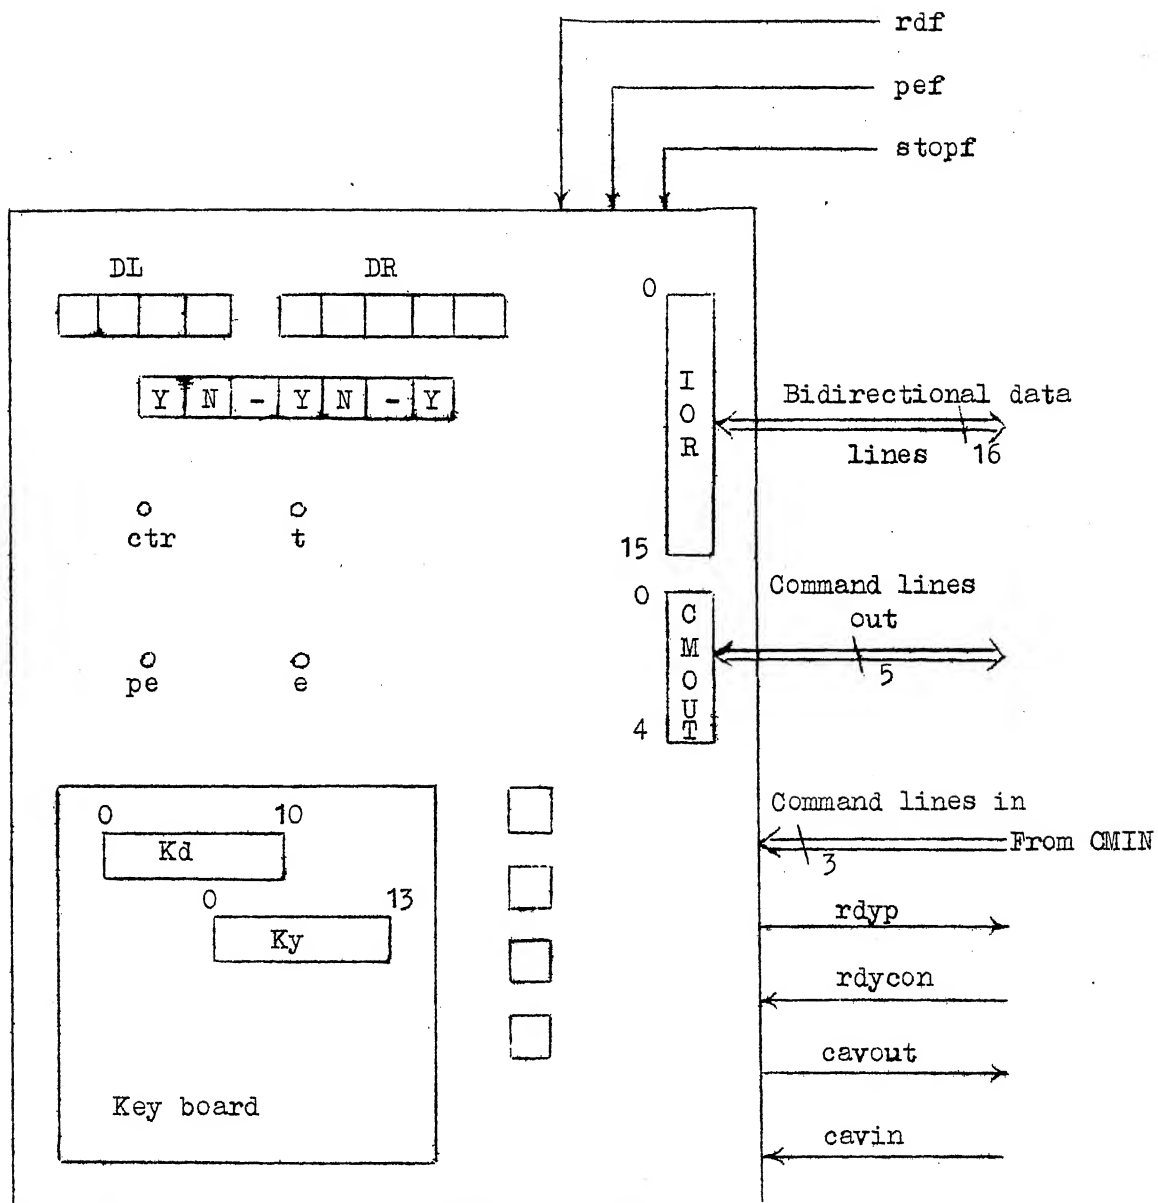 rdf
pef
stopf
DL DR
0
Y N - Y N - Y
I
O
R
Bidirectional data
lines 16
ctr t
15
0
Command lines
out
C
M
O
U
T
5
pe e
4
0 10
Kd
0 13
Ky
Key board
Command lines in
From CMIN
3
rdyp
rdycon
cavout
cavin